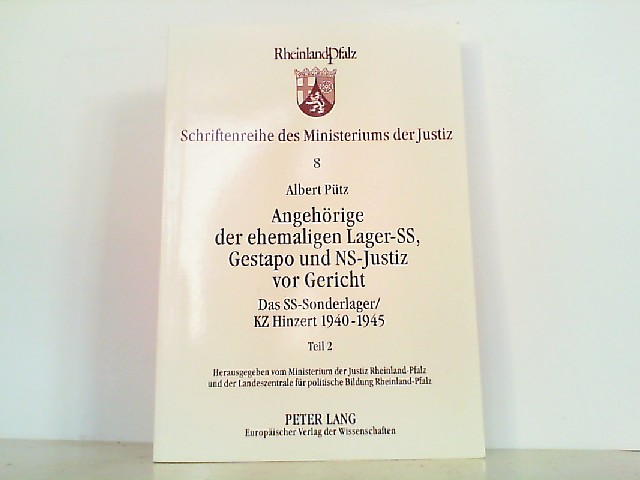 RheinlandPfalz
Schriftenreihe des Ministeriums der Justiz
8
Albert Pütz
Angehörige
der ehemaligen Lager-SS,
Gestapo und NS-Justiz
vor Gericht
Das SS-Sonderlager/
KZ Hinzert 1940-1945
Teil 2
Herausgegeben vom Ministerium der Justiz Rheinland-Pfalz
und der Landeszentrale für politische Bildung Rheinland-Pfalz
PETER LANG
Europäischer Verlag der Wissenschaften